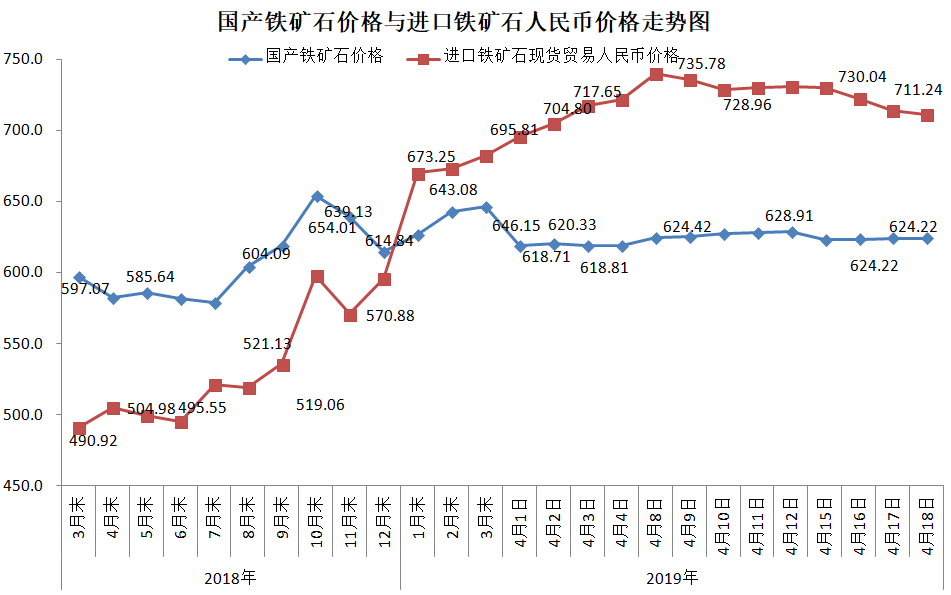 国产铁矿石价格与进口铁矿石人民币价格走势图
国产铁矿石价格
进口铁矿石现货贸易人民币价格
750.0
700.0
650.0
600.0
550.0
500.0
450.0
597.07
585.64
604.09
654.01
639.13
614.84
643.08
646.15
618.71
620.33
618.81
624.42
628.91
624.22
624.22
490.92
504.98
495.55
521.13
519.06
570.88
673.25
695.81
704.80
717.65
735.78
728.96
730.04
711.24
3月末
4月末
5月末
6月末
7月末
8月末
9月末
10月末
11月末
12月末
1月末
2月末
3月末
4月1日
4月2日
4月3日
4月4日
4月8日
4月9日
4月10日
4月11日
4月12日
4月15日
4月16日
4月17日
4月18日
2018年
2019年